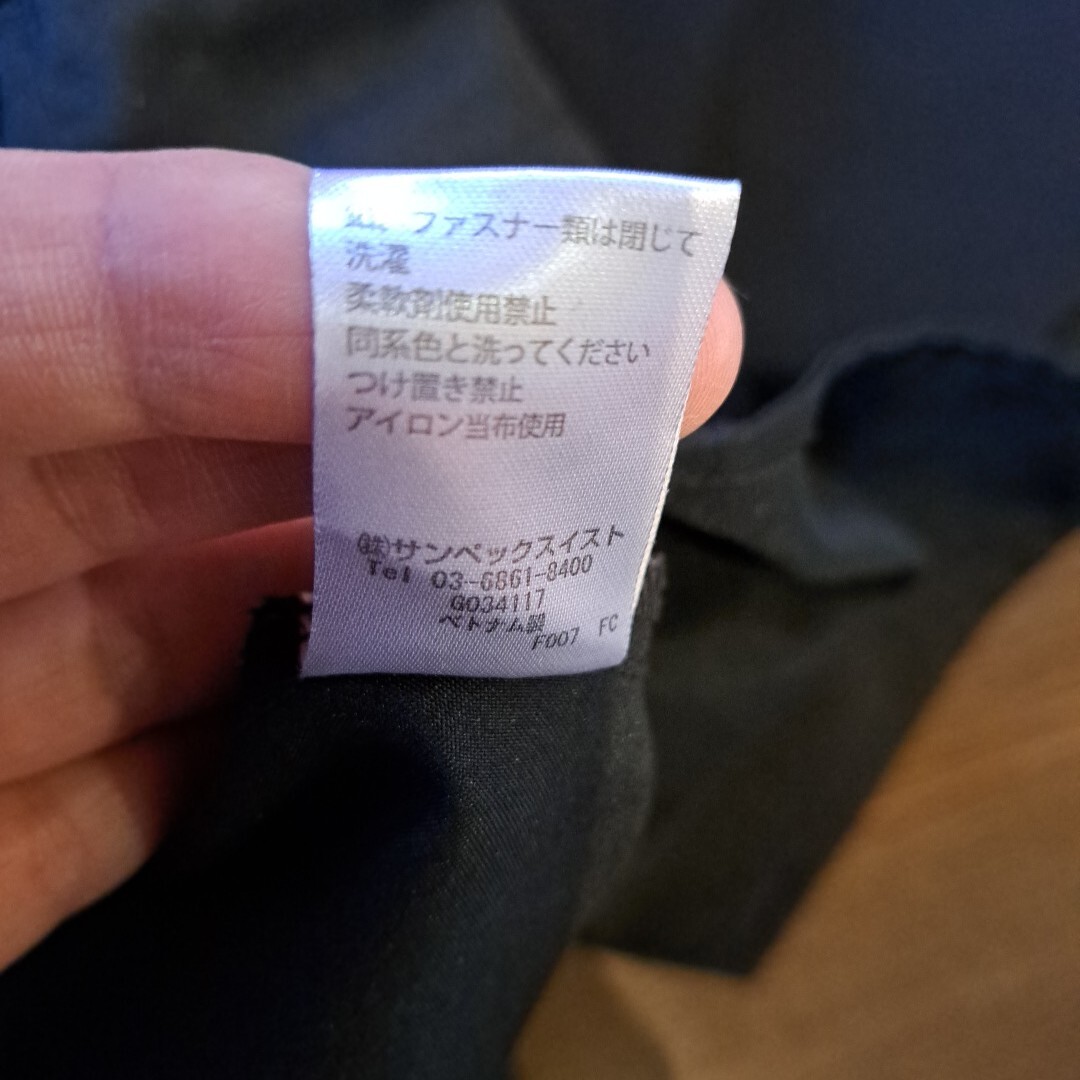 ファスナー類は閉じて
洗濯
柔軟剤使用禁止
同系色と洗ってください
つけ置き禁止
アイロン当布使用
㈱サンペックスイスト
Tel 03-6861-8400
G034117
ベトナム製
F007 FC